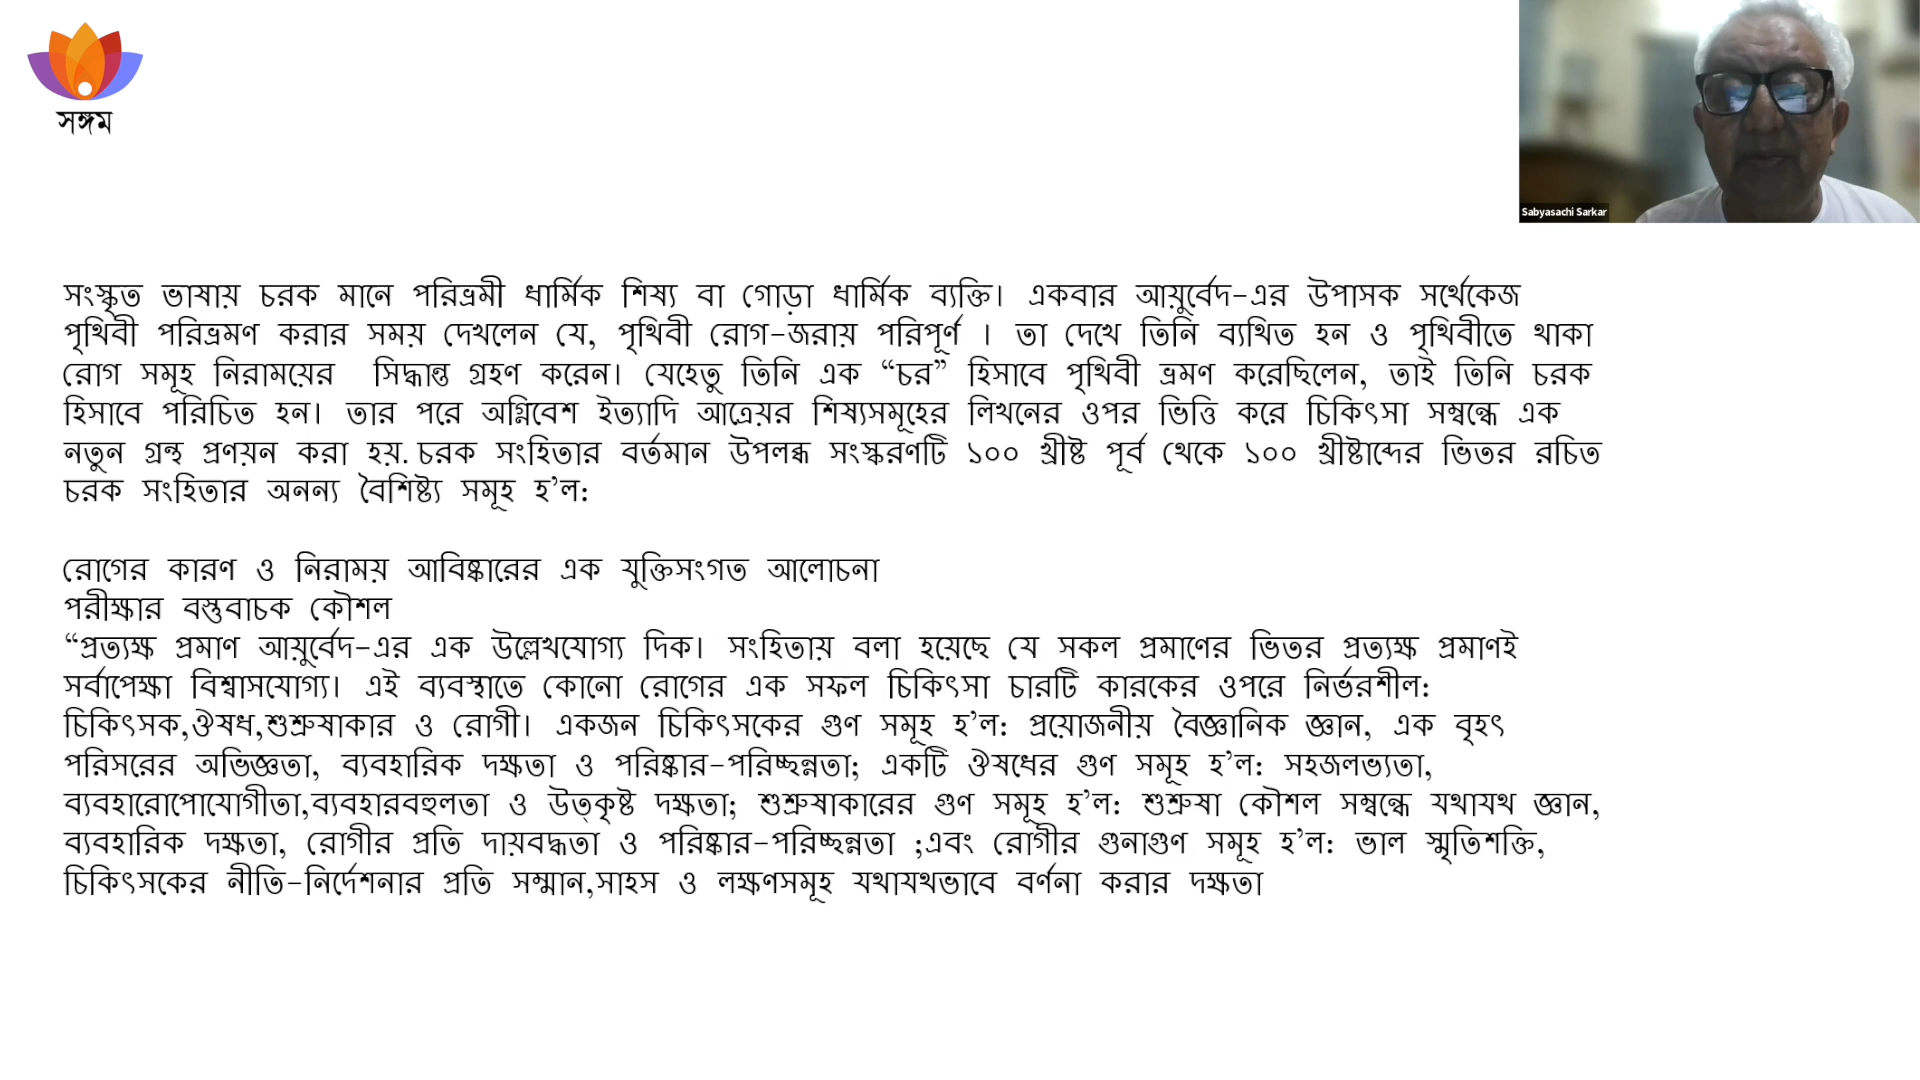 সঙ্গম
Sabyasachi Sarkar
সংস্কৃত ভাষায় চরক মানে পরিভ্রমী ধার্মিক শিষ্য বা গোড়া ধার্মিক ব্যক্তি। একবার আয়ুর্বেদ-এর উপাসক সর্থেকেজ
পৃথিবী পরিভ্রমণ করার সময় দেখলেন যে, পৃথিবী রোগ-জরায় পরিপূর্ণ । তা দেখে তিনি ব্যথিত হন ও পৃথিবীতে থাকা
রোগ সমূহ নিরাময়ের সিদ্ধান্ত গ্রহণ করেন। যেহেতু তিনি এক “চর” হিসাবে পৃথিবী ভ্রমণ করেছিলেন, তাই তিনি চরক
হিসাবে পরিচিত হন। তার পরে অগ্নিবেশ ইত্যাদি আত্রেয়র শিষ্যসমূহের লিখনের ওপর ভিত্তি করে চিকিৎসা সম্বন্ধে এক
নতুন গ্রন্থ প্রণয়ন করা হয়. চরক সংহিতার বর্তমান উপলব্ধ সংস্করণটি ১০০ খ্রীষ্ট পূর্ব থেকে ১০০ খ্রীষ্টাব্দের ভিতর রচিত
চরক সংহিতার অনন্য বৈশিষ্ট্য সমূহ হ’ল:
রোগের কারণ ও নিরাময় আবিষ্কারের এক যুক্তিসংগত আলোচনা
পরীক্ষার বস্তুবাচক কৌশল
“প্রত্যক্ষ প্রমাণ আয়ুর্বেদ-এর এক উল্লেখযোগ্য দিক। সংহিতায় বলা হয়েছে যে সকল প্রমাণের ভিতর প্রত্যক্ষ প্রমাণই
সর্বাপেক্ষা বিশ্বাসযোগ্য। এই ব্যবস্থাতে কোনো রোগের এক সফল চিকিৎসা চারটি কারকের ওপরে নির্ভরশীল:
চিকিৎসক,ঔষধ,শুশ্রুষাকার ও রোগী। একজন চিকিৎসকের গুণ সমূহ হ’ল: প্রয়োজনীয় বৈজ্ঞানিক জ্ঞান, এক বৃহৎ
পরিসরের অভিজ্ঞতা, ব্যবহারিক দক্ষতা ও পরিষ্কার-পরিচ্ছন্নতা; একটি ঔষধের গুণ সমূহ হ’ল: সহজলভ্যতা,
ব্যবহারোপোযোগীতা,ব্যবহারবহুলতা ও উত্‌কৃষ্ট দক্ষতা; শুশ্রুষাকারের গুণ সমূহ হ’ল: শুশ্রুষা কৌশল সম্বন্ধে যথাযথ জ্ঞান,
ব্যবহারিক দক্ষতা, রোগীর প্রতি দায়বদ্ধতা ও পরিষ্কার-পরিচ্ছন্নতা ;এবং রোগীর গুনাগুণ সমূহ হ’ল: ভাল স্মৃতিশক্তি,
চিকিৎসকের নীতি-নির্দেশনার প্রতি সম্মান,সাহস ও লক্ষণসমূহ যথাযথভাবে বর্ণনা করার দক্ষতা